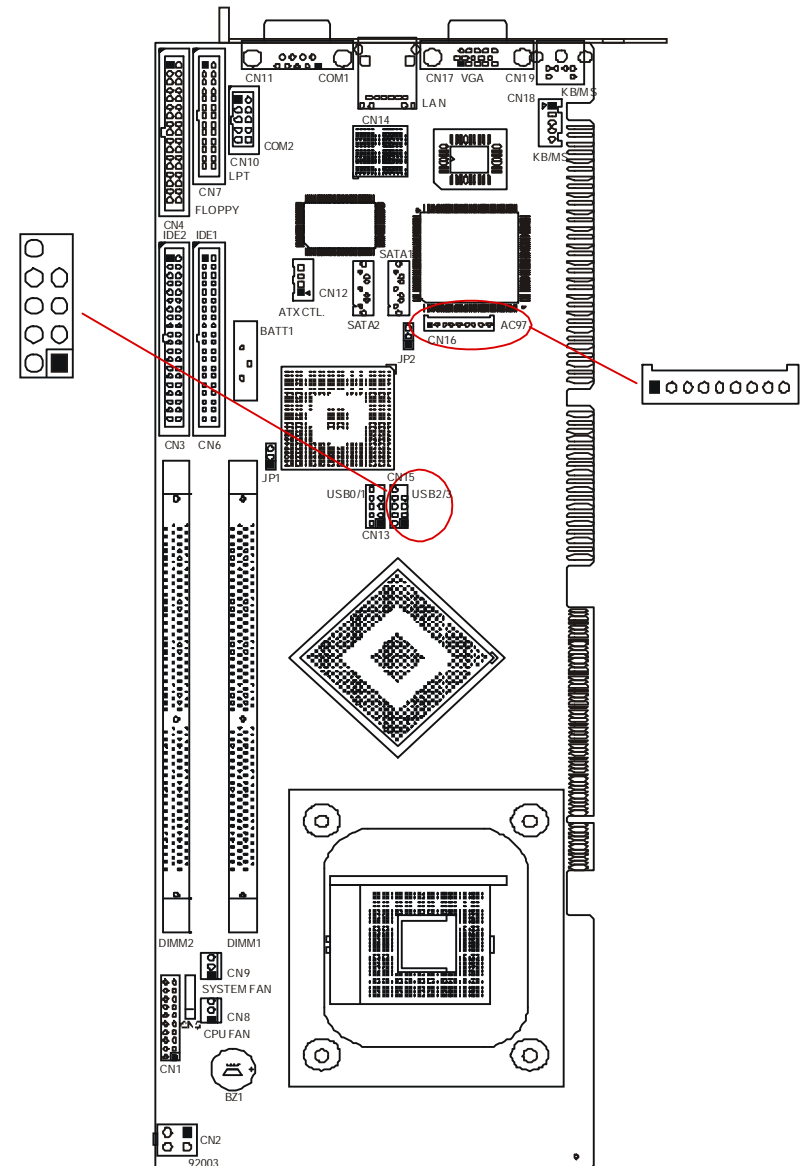 CN11 COM1 CN17 VGA CN19
KB/MS
CN18
LAN
CN14
COM2
CN10
KB/MS
LPT
CN7
FLOPPY
CN4
IDE2 IDE1
SATA1
CN12
ATX CTL.
SATA2
AC97
CN16
BATT1
JP2
CN3 CN6
JP1
CN15
USB0/1 USB2/3
CN13
DIMM2 DIMM1
CN9
SYSTEM FAN
CN8
CPU FAN
CN1
BZ1
CN2
92003